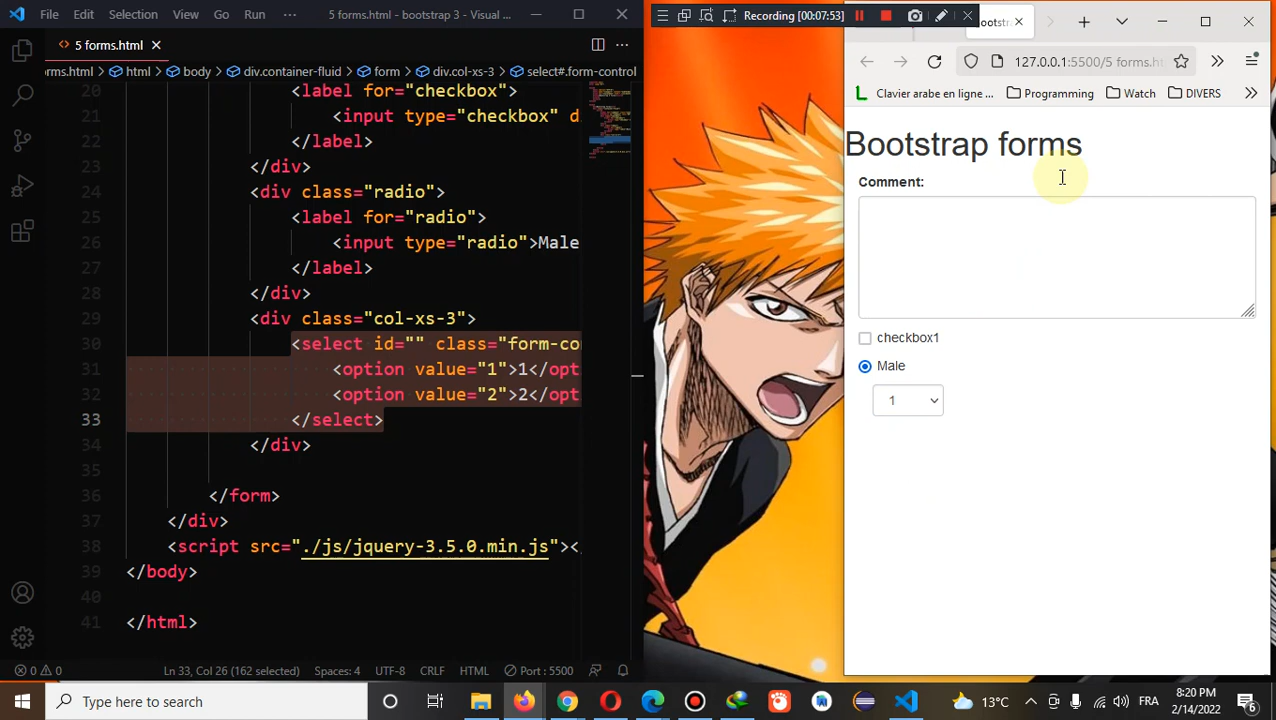 File Edit Selection View Go Run ··· 5 forms.html - bootstrap 3 - Visual ...
Recording [00:07:53]
5 forms.html
rms.html > html > body > div.container-fluid > form > div.col-xs-3 > select#.form-control
127.0.0.1:5500/5 forms.h
Clavier arabe en ligne ... Programming Watch DIVERS
20 <label for="checkbox">
21 <input type="checkbox"
22 </label>
23 </div>
24 <div class="radio">
25 <label for="radio">
26 <input type="radio">Male
27 </label>
28 </div>
29 <div class="col-xs-3">
30 <select id="" class="form-co
31 <option value="1">1</opt
32 <option value="2">2</opt
33 </select>
34 </div>
35
36 </form>
37 </div>
38 <script src="./js/jquery-3.5.0.min.js"></
39 </body>
40
41 </html>
Bootstrap forms
Comment:
checkbox1
Male
1
0 0 Ln 33, Col 26 (162 selected) Spaces: 4 UTF-8 CRLF HTML Port : 5500
Type here to search
13°C
FRA
8:20 PM
2/14/2022
6